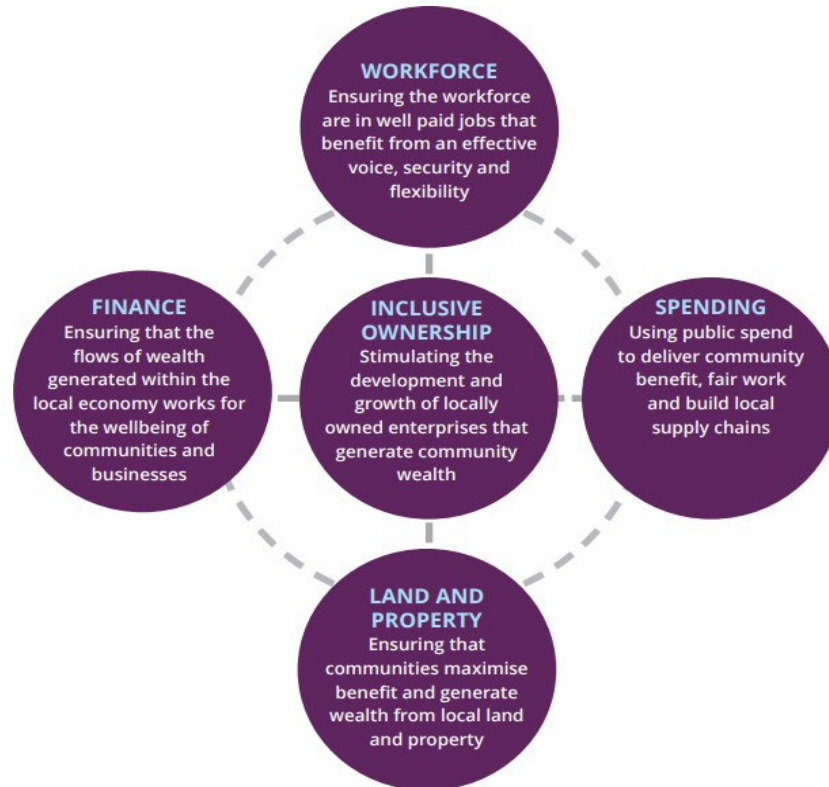 WORKFORCE
Ensuring the workforce
are in well paid jobs that
benefit from an effective
voice, security and
flexibility
FINANCE
Ensuring that the
flows of wealth
generated within the
local economy works for
the wellbeing of
communities and
businesses
INCLUSIVE
OWNERSHIP
Stimulating the
development and
growth of locally
owned enterprises that
generate community
wealth
SPENDING
Using public spend
to deliver community
benefit, fair work
and build local
supply chains
LAND AND
PROPERTY
Ensuring that
communities maximise
benefit and generate
wealth from local land
and property